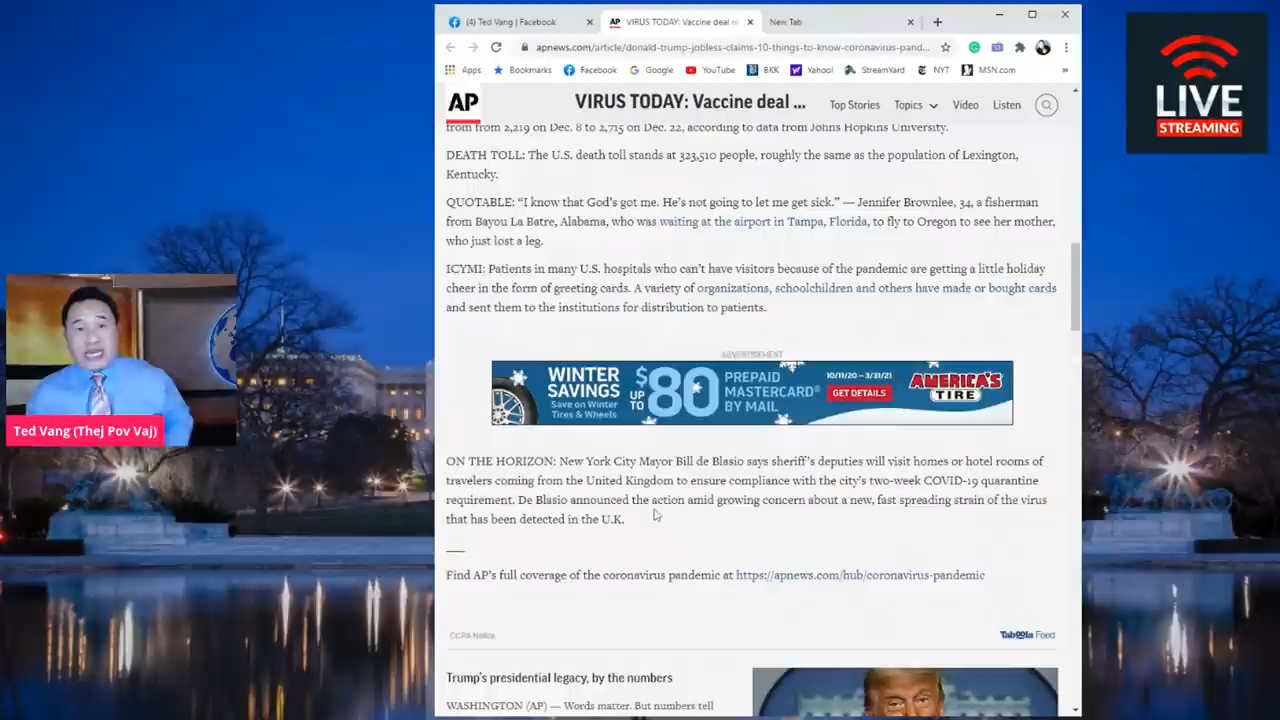 (4) Ted Vang | Facebook
AP VIRUS TODAY: Vaccine deal
New Tab
apnews.com/article/donald-trump-jobless-claims-10-things-to-know-coronavirus-pand...
Apps Bookmarks Facebook Google YouTube BKK Yahoo! StreamYard NYT MSN.com »
AP VIRUS TODAY: Vaccine deal ... Top Stories Topics Video Listen
from from 2,219 on Dec. 8 to 2,715 on Dec. 22, according to data from Johns Hopkins University.
DEATH TOLL: The U.S. death toll stands at 323,510 people, roughly the same as the population of Lexington,
Kentucky.
QUOTABLE: “I know that God’s got me. He’s not going to let me get sick.” — Jennifer Brownlee, 34, a fisherman
from Bayou La Batre, Alabama, who was waiting at the airport in Tampa, Florida, to fly to Oregon to see her mother,
who just lost a leg.
ICYMI: Patients in many U.S. hospitals who can’t have visitors because of the pandemic are getting a little holiday
cheer in the form of greeting cards. A variety of organizations, schoolchildren and others have made or bought cards
and sent them to the institutions for distribution to patients.
ADVERTISEMENT
WINTER SAVINGS
Save on Winter
Tires & Wheels
UP TO $80
PREPAID
MASTERCARD®
BY MAIL
10/11/20 – 3/31/21
GET DETAILS
AMERICA'S
TIRE
ON THE HORIZON: New York City Mayor Bill de Blasio says sheriff’s deputies will visit homes or hotel rooms of
travelers coming from the United Kingdom to ensure compliance with the city’s two-week COVID-19 quarantine
requirement. De Blasio announced the action amid growing concern about a new, fast spreading strain of the virus
that has been detected in the U.K.
Find AP’s full coverage of the coronavirus pandemic at https://apnews.com/hub/coronavirus-pandemic
CCPA Notice
Taboola Feed
Trump’s presidential legacy, by the numbers
WASHINGTON (AP) — Words matter. But numbers tell
LIVE
STREAMING
Ted Vang (Thej Pov Vaj)